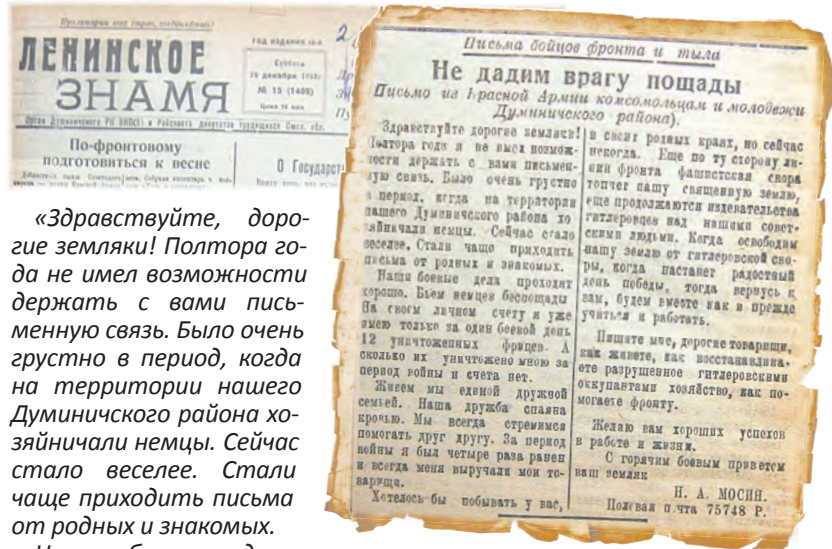 Пролетарии всех стран, соединяйтесь!
ЛЕНИНСКОЕ
ЗНАМЯ
Суббота
№ 15 (1409)
Цена 10 коп.
По-фронтовому
подготовиться к весне
О Государст
«Здравствуйте, доро-
гие земляки! Полтора го-
да не имел возможности
держать с вами пись-
менную связь. Было очень
грустно в период, когда
на территории нашего
Думиничского района хо-
зяйничали немцы. Сейчас
стало веселее. Стали
чаще приходить письма
от родных и знакомых.
Письма бойцов фронта и тыла
Не дадим врагу пощады
Письмо из Красной Армии комсомольцам и молодежи
Думиничского района).
Здравствуйте дорогие земляки!
Полтора года я не имел возмож-
ности держать с вами письмен-
ную связь. Было очень грустно
в период, когда на территории
нашего Думиничского района хо
зяйничали немцы. Сейчас стало
веселее. Стали чаще приходить
письма от родных и знакомых.
Наши боевые дела проходят
хорошо. Бьем немцев беспощады
На своем личном счету я уже
имею только за один боевой день
12 уничтоженных фрицев А
сколько их уничтожено мною за
период войны и счета нет.
Живем мы единой дружной
семьей. Наша дружба спаяна
кровью. Мы всегда стремимся
помогать друг другу. За период
войны я был четыре раза ранен
и всегда меня выручали мои то-
варищи.
Хотелось бы побывать у вас,
в своих родных краях, но сейчас
некогда. Еще по ту сторону ли-
нии фронта фашистская свора
топчет нашу священную землю,
еще продолжаются издевательства
гитлеровцев над нашими совет-
скими людьми. Когда освободим
нашу землю от гитлеровской сво-
ры, когда настанет радостный
день победы, тогда вернусь к
вам, будем вместе как и прежде
учиться и работать.
Пишите мне, дорогие товарищи,
как живете, как восстанавлива-
ете разрушенное гитлеровскими
оккупантами хозяйство, как по-
могаете фронту.
Желаю вам хороших успехов
в работе и жизни.
С горячим боевым приветом
ваш земляк
Н. А. МОСИН.
Полевая почта 75748 Р.